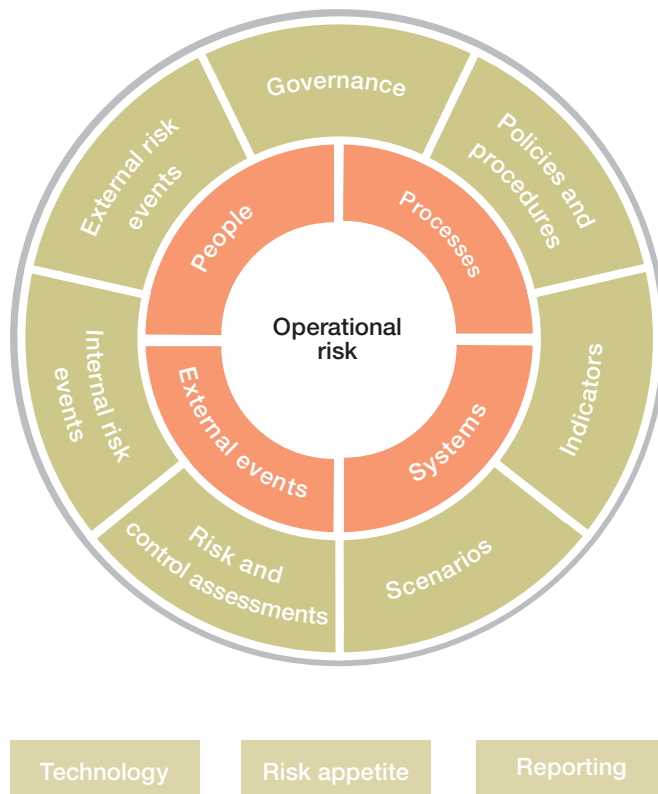 Governance
Policies and
procedures
Indicators
Scenarios
Risk and
control assessments
Internal risk
events
External risk
events
People
Processes
Systems
External events
Operational
risk
Technology
Risk appetite
Reporting